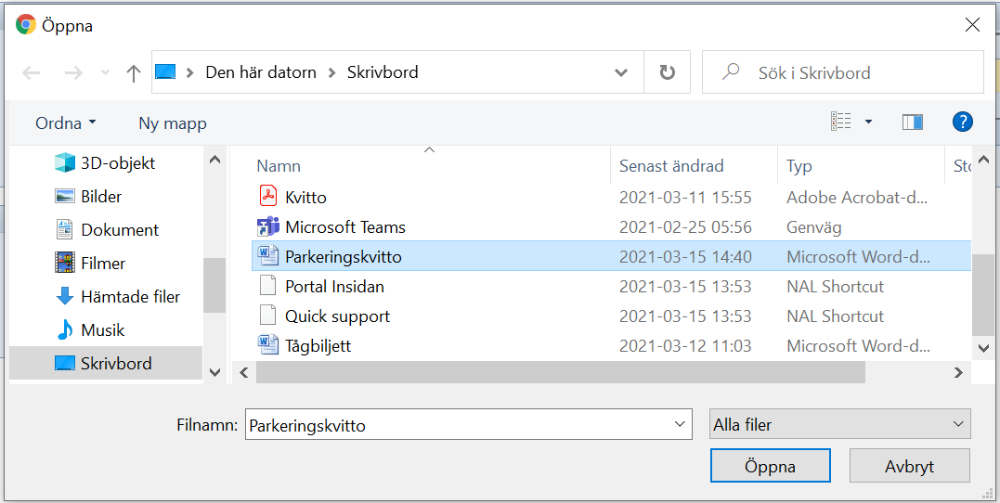 Öppna
Den här datorn Skrivbord
Sök i Skrivbord
Ordna Ny mapp
?
3D-objekt
Bilder
Dokument
Filmer
Hämtade filer
Musik
Skrivbord
Namn Senast ändrad Typ Sto
Kvitto 2021-03-11 15:55 Adobe Acrobat-d...
Microsoft Teams 2021-02-25 05:56 Genväg
Parkeringskvitto 2021-03-15 14:40 Microsoft Word-d...
Portal Insidan 2021-03-15 13:53 NAL Shortcut
Quick support 2021-03-15 13:53 NAL Shortcut
Tågbiljett 2021-03-12 11:03 Microsoft Word-d...
Filnamn: Parkeringskvitto Alla filer
Öppna Avbryt